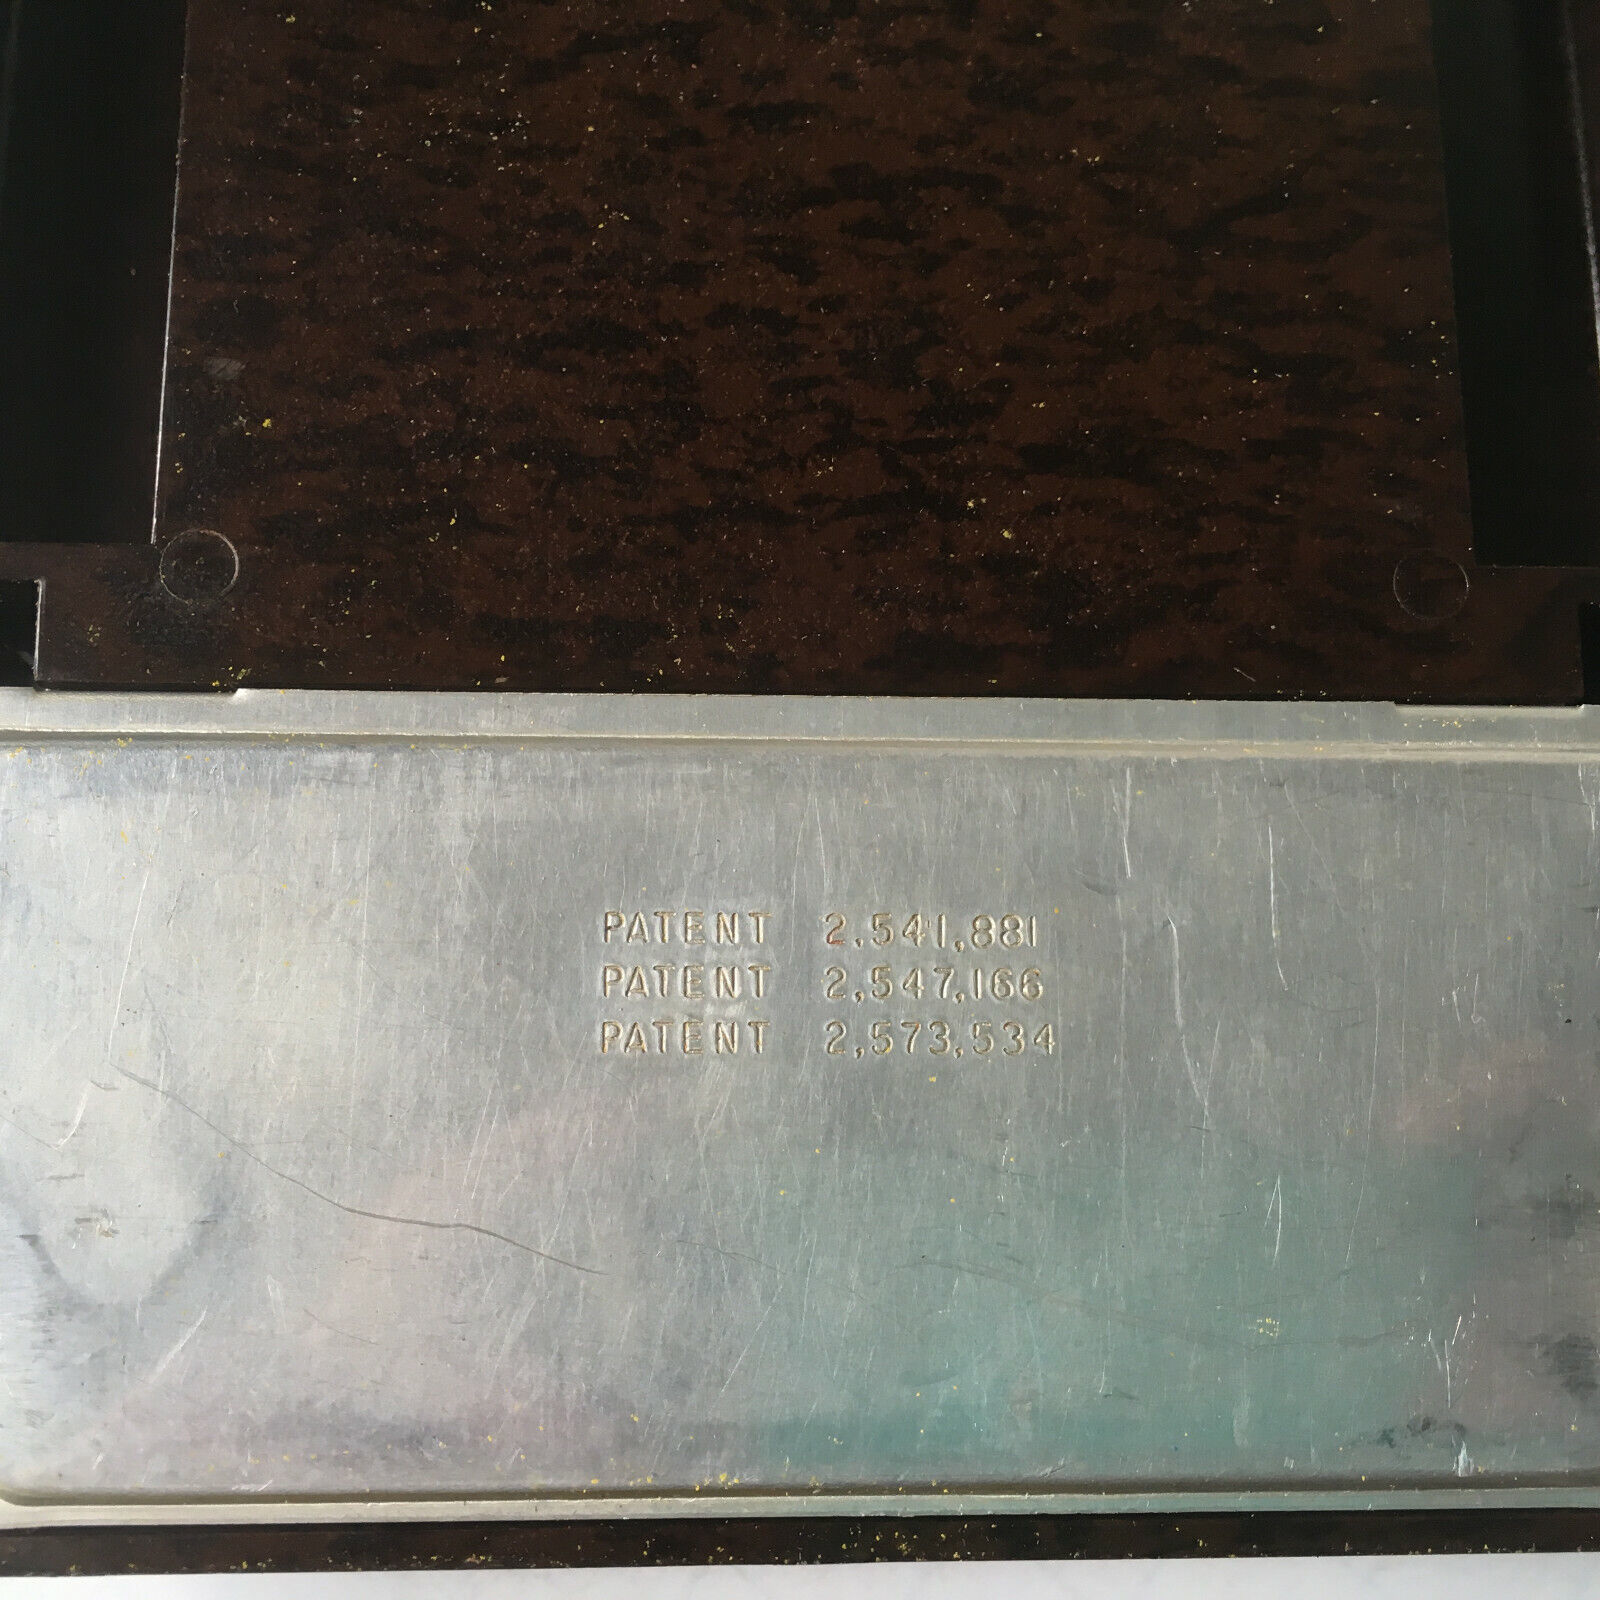 PATENT 2,541,881
PATENT 2,547,166
PATENT 2,573,534